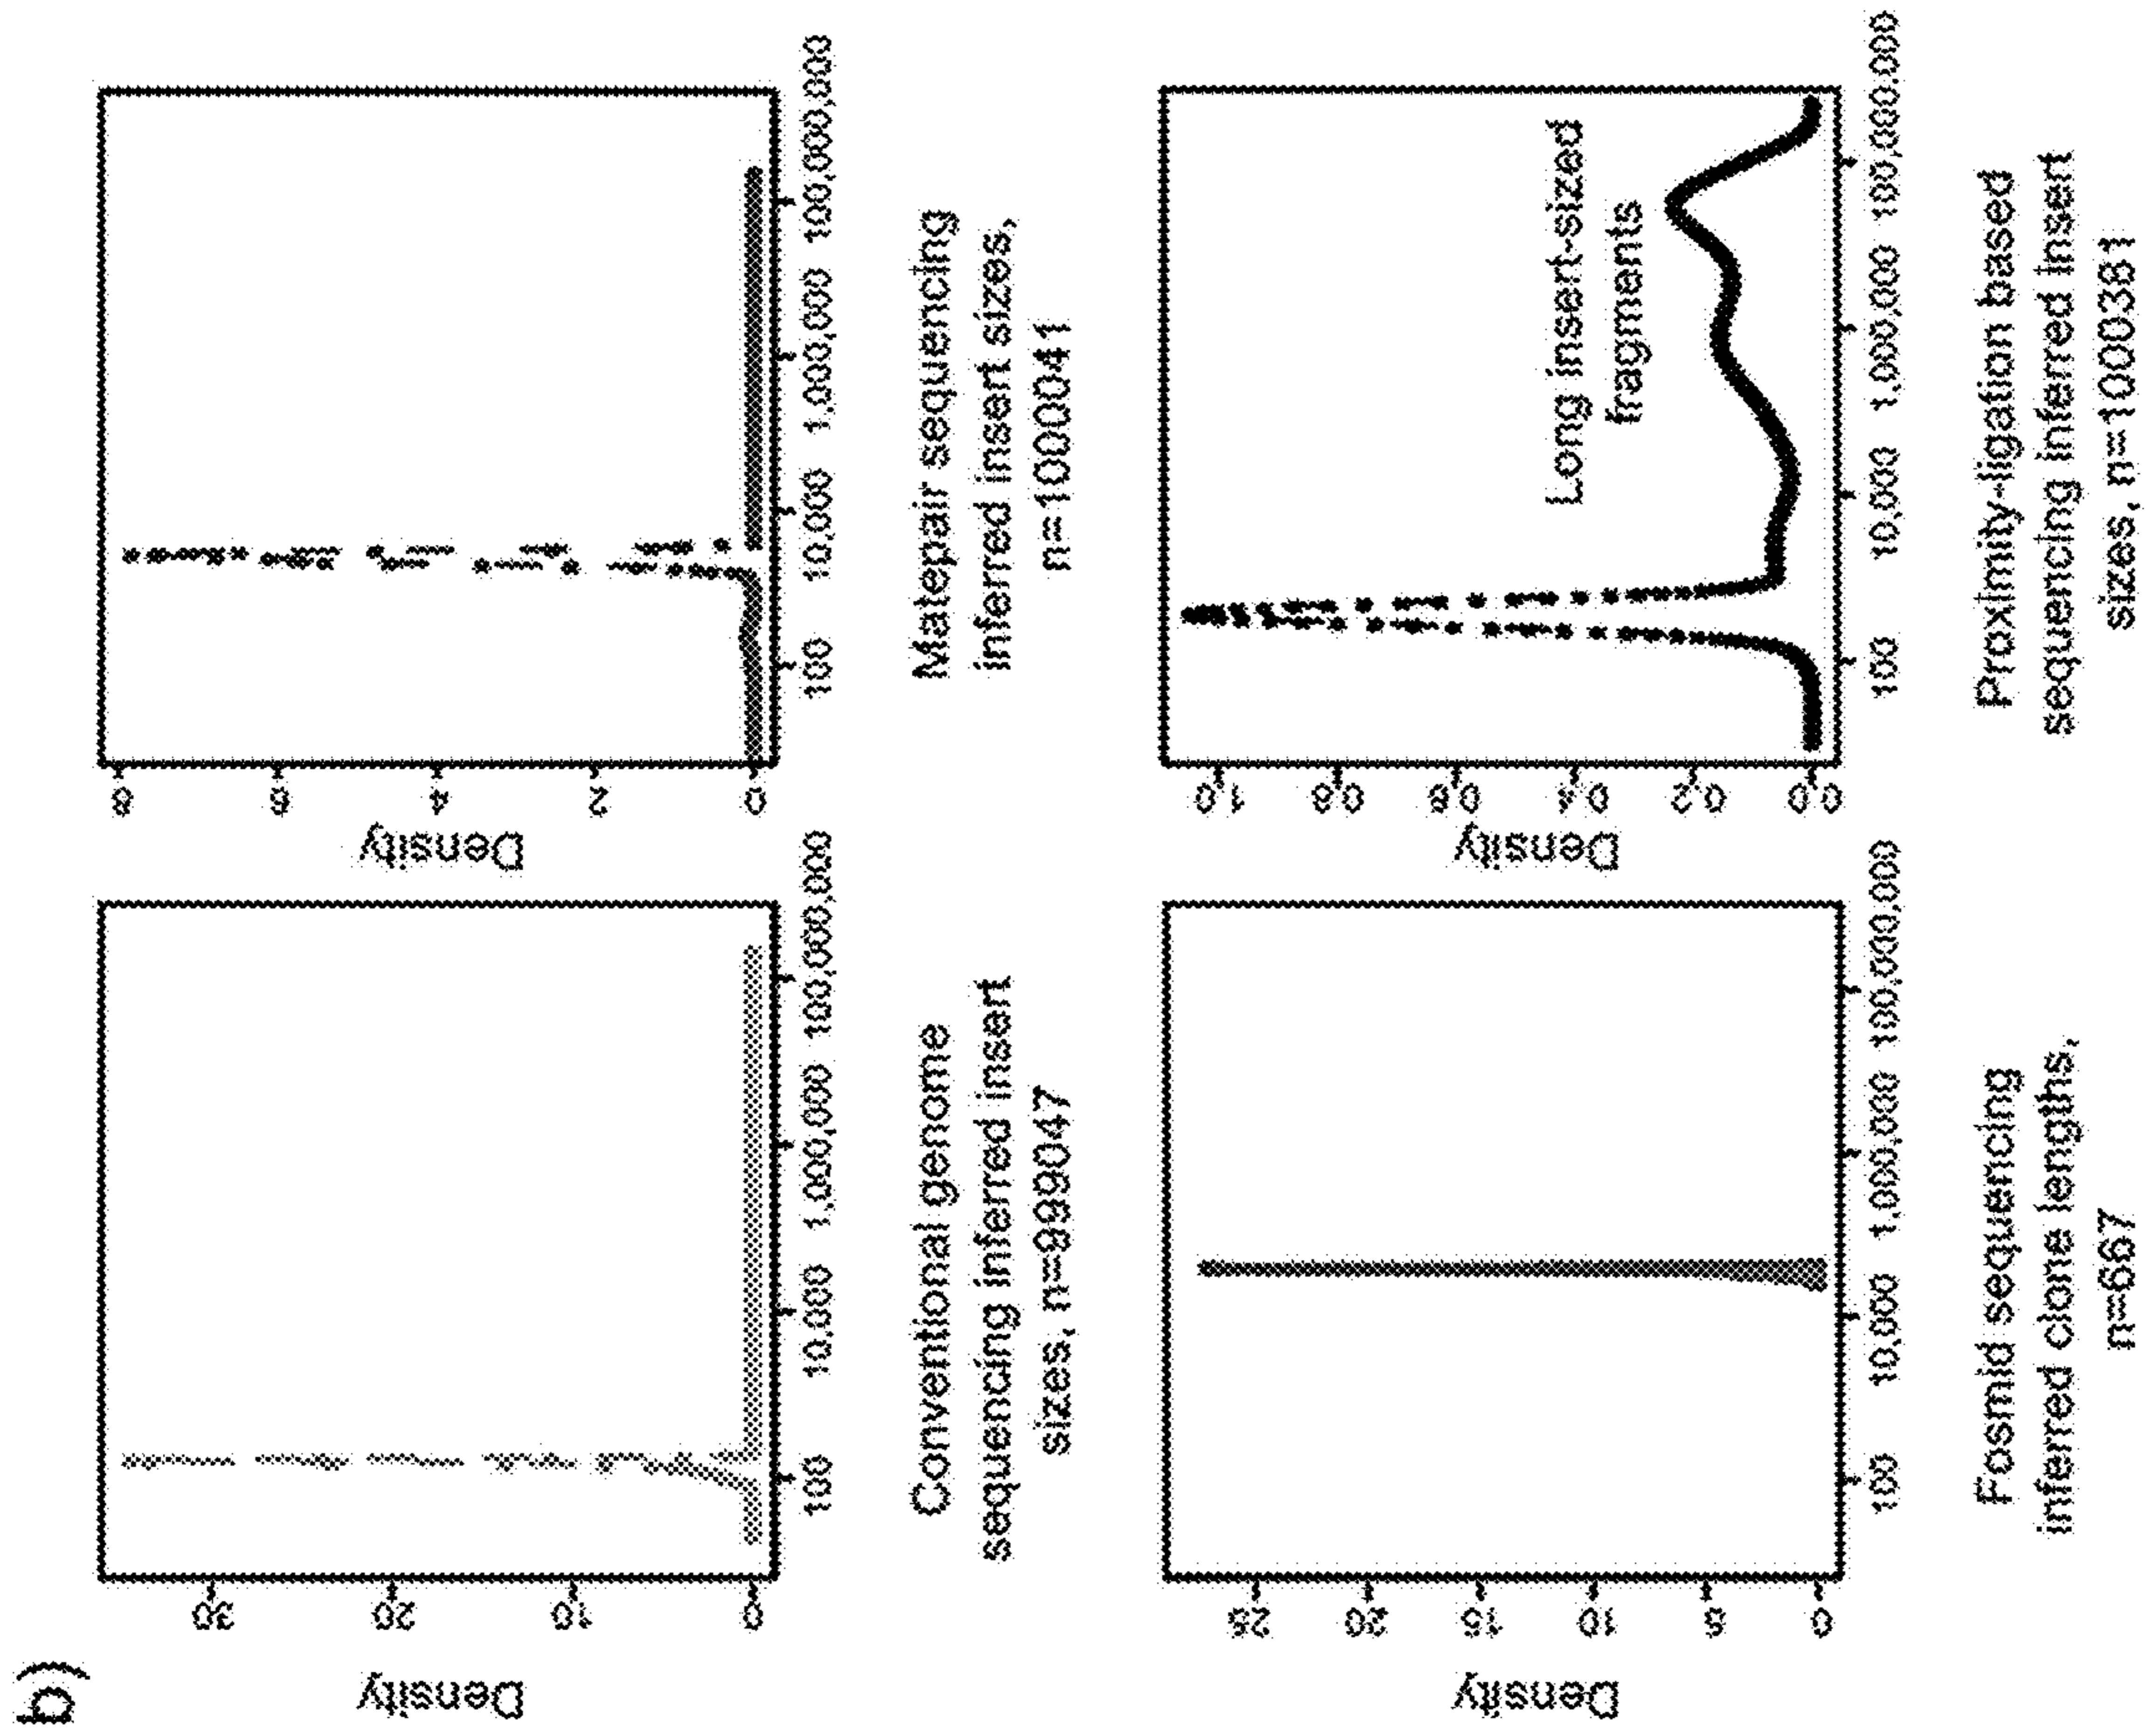 b)
Density
30
20
10
0
100
10,000
1,000,000
100,000,000
Conventional genome
sequencing inferred insert
sizes, n=999047
Density
8
6
4
2
0
100
10,000
1,000,000
100,000,000
Matepair sequencing
inferred insert sizes,
n=1000041
Density
25
20
15
10
5
0
100
10,000
1,000,000
100,000,000
Fosmid sequencing
inferred clone lengths,
n=667
Density
1.0
0.8
0.6
0.4
0.2
0.0
Long insert-sized
fragments
100
10,000
1,000,000
100,000,000
Proximity-ligation based
sequencing inferred insert
sizes, n=1000381